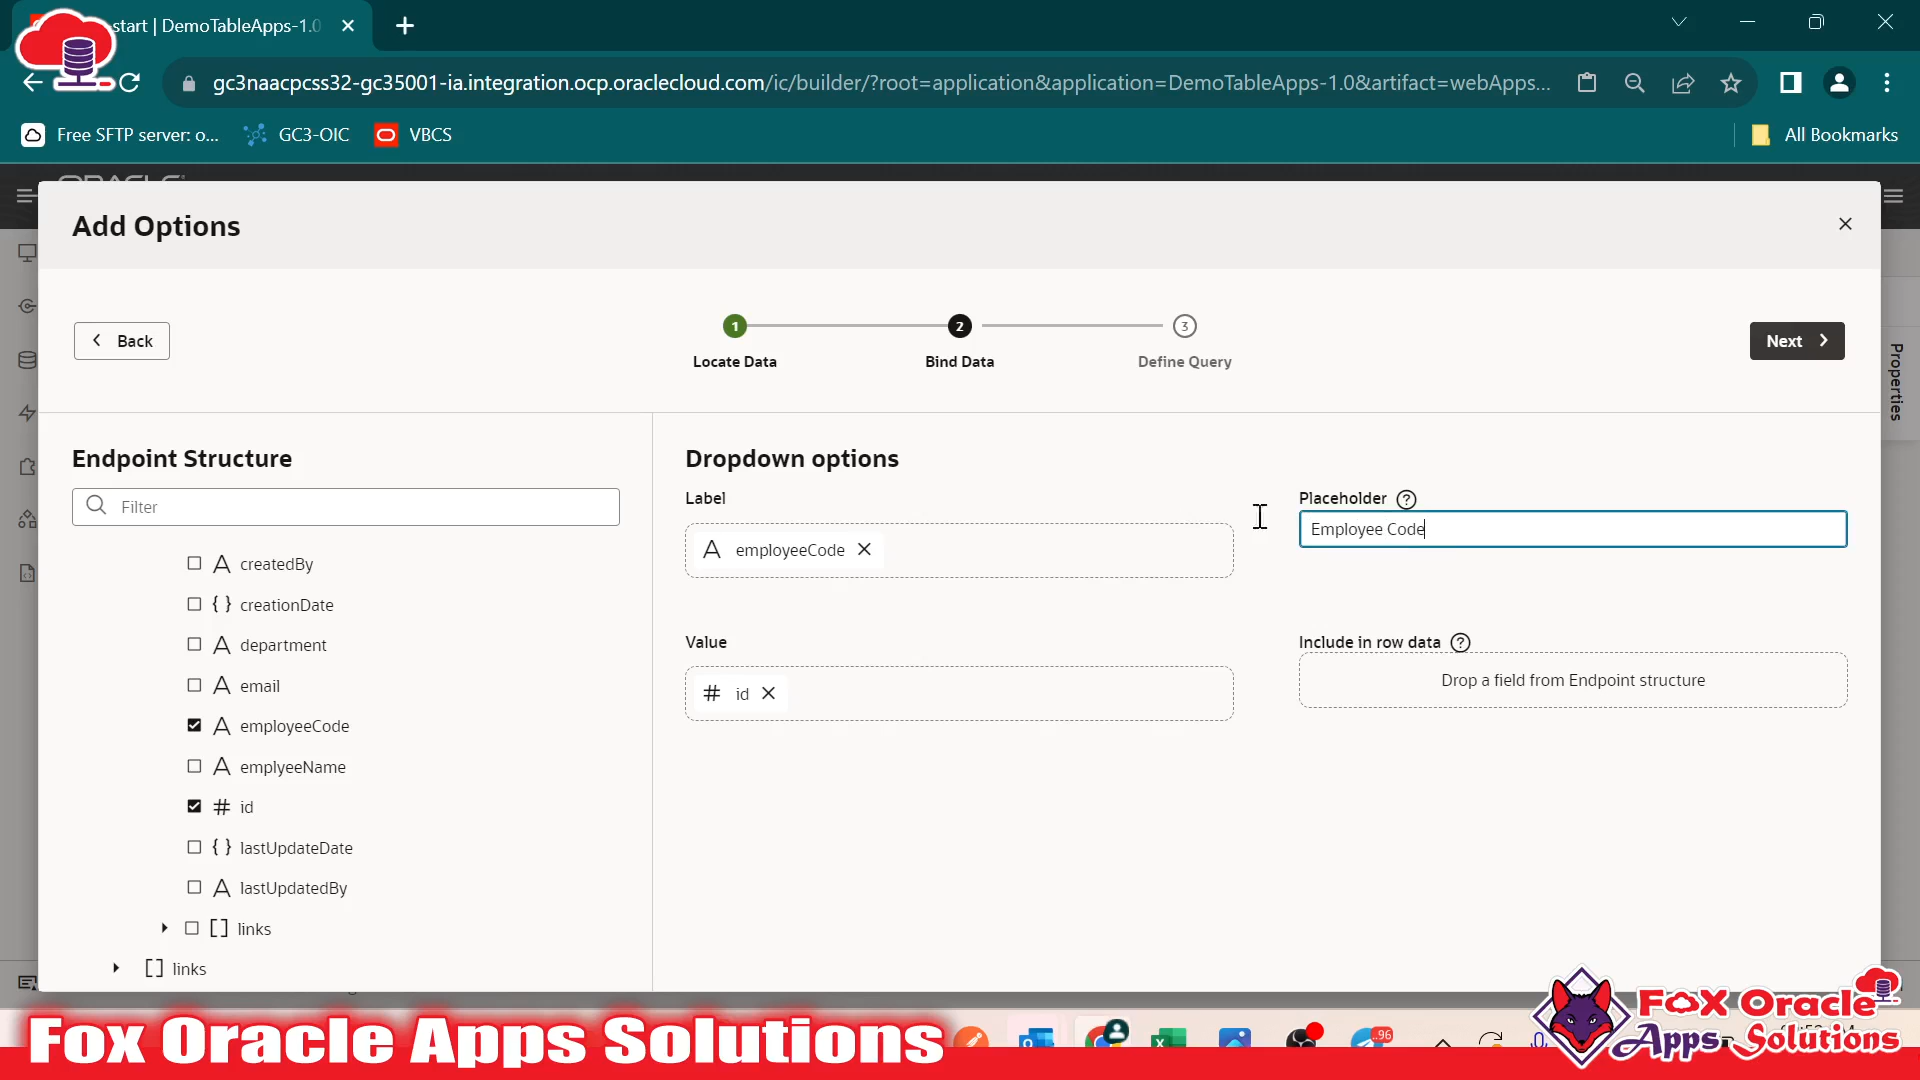 start | DemoTableApps-1.0
gc3naacpcss32-gc35001-ia.integration.ocp.oraclecloud.com/ic/builder/?root=application&application=DemoTableApps-1.0&artifact=webApps...
Free SFTP server: o...
GC3-OIC
VBCS
All Bookmarks
ORACLE
Add Options
Back
1
2
3
Locate Data
Bind Data
Define Query
Next
Properties
Endpoint Structure
Filter
createdBy
{ } creationDate
A department
A email
A employeeCode
A emplyeeName
# id
{ } lastUpdateDate
A lastUpdatedBy
[ ] links
[ ] links
Dropdown options
Label
A employeeCode
Placeholder
Employee Code
Value
# id
Include in row data
Drop a field from Endpoint structure
Fox Oracle Apps Solutions
96
Fox Oracle
Apps Solutions